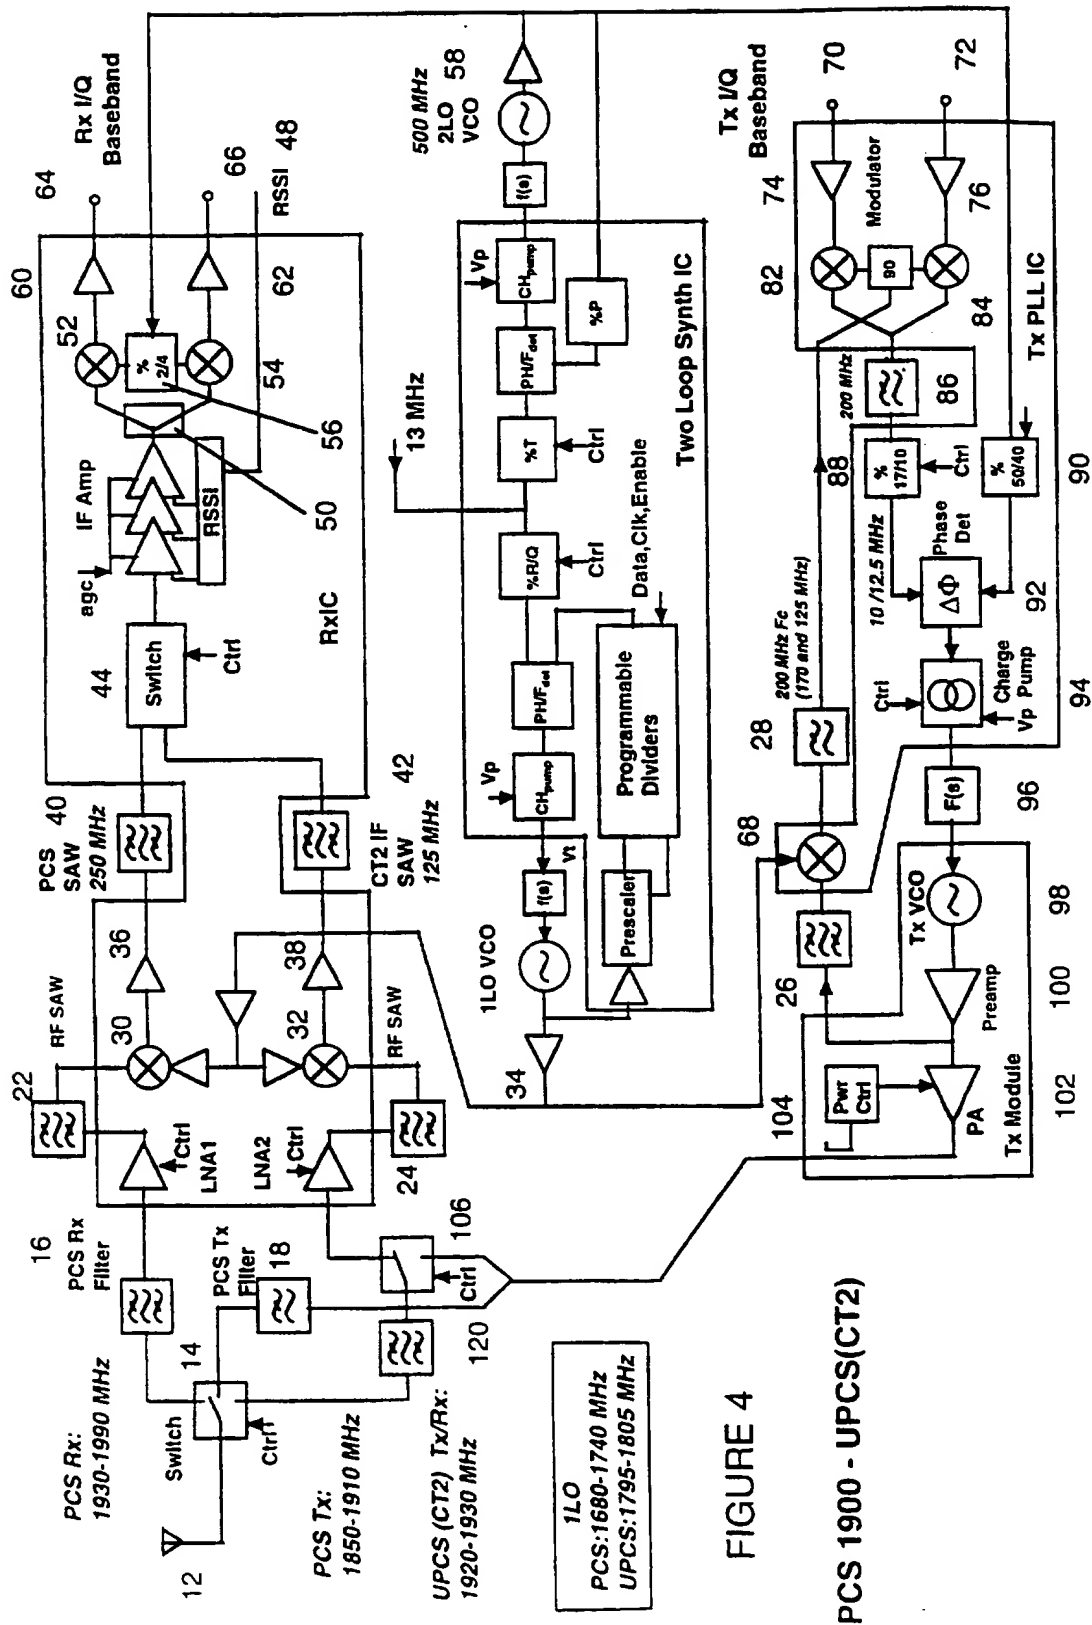 64
Rx I/Q
Baseband
66
48
RSSI
60
52
%
2/4
54
62
56
50
IF Amp
agc
RSSI
RxIC
44
Switch
Ctrl
40
PCS
SAW
250 MHz
42
CT2 IF
SAW
125 MHz
36
38
30
32
RF SAW
RF SAW
22
24
Ctrl
LNA1
LNA2
Ctrl
16
PCS Rx
Filter
PCS Tx
Filter
18
14
Switch
Ctrl
106
Ctrl
120
12
PCS Rx:
1930-1990 MHz
PCS Tx:
1850-1910 MHz
UPCS (CT2) Tx/Rx:
1920-1930 MHz
500 MHz
2LO
VCO
58
f(s)
Vp
CHpump
PH/Fdet
%P
%T
Ctrl
13 MHz
%R/Q
Ctrl
Two Loop Synth IC
Data,Clk,Enable
PH/Fdet
Vp
CHpump
Programmable
Dividers
Vt
f(s)
Prescaler
1LO VCO
34
Tx I/Q
Baseband
70
72
74
Modulator
76
82
90
84
200 MHz
86
Tx PLL IC
88
%
17/10
Ctrl
%
50/40
90
10 /12.5 MHz
Phase
Det
ΔΦ
92
200 MHz Fc
(170 and 125 MHz)
28
Ctrl
Charge
Pump
Vp
94
68
F(s)
96
26
Tx VCO
98
Preamp
100
104
Pwr
Ctrl
PA
Tx Module
102
1LO
PCS:1680-1740 MHz
UPCS:1795-1805 MHz
FIGURE 4
PCS 1900 - UPCS(CT2)